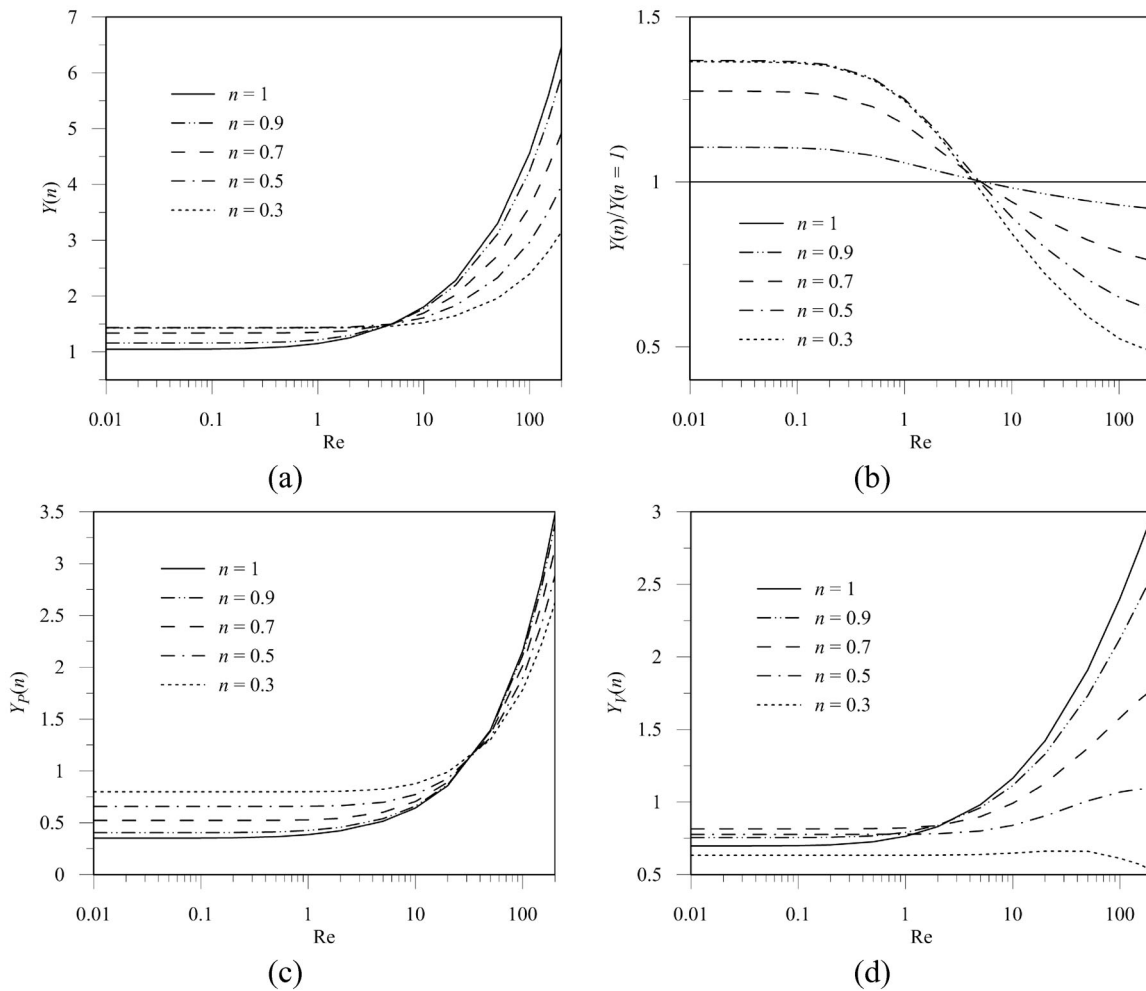 7
6
5
4
3
2
1
Y(n)
n = 1
n = 0.9
n = 0.7
n = 0.5
n = 0.3
0.01 0.1 1 10 100
Re
(a)
1.5
1
0.5
Y(n)/Y(n = 1)
n = 1
n = 0.9
n = 0.7
n = 0.5
n = 0.3
0.01 0.1 1 10 100
Re
(b)
3.5
3
2.5
2
1.5
1
0.5
0
Y_P(n)
n = 1
n = 0.9
n = 0.7
n = 0.5
n = 0.3
0.01 0.1 1 10 100
Re
(c)
3
2.5
2
1.5
1
0.5
Y_V(n)
n = 1
n = 0.9
n = 0.7
n = 0.5
n = 0.3
0.01 0.1 1 10 100
Re
(d)